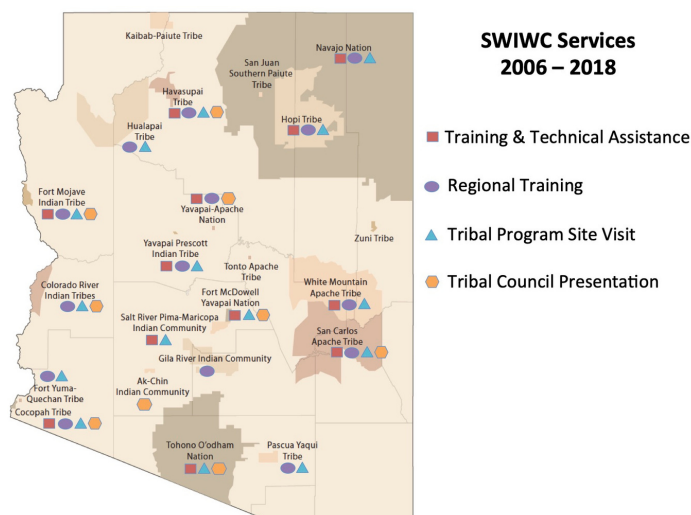 SWIWC Services
2006 – 2018
Training & Technical Assistance
Regional Training
Tribal Program Site Visit
Tribal Council Presentation
Kaibab-Paiute Tribe
Navajo Nation
San Juan
Southern Paiute
Tribe
Havasupai
Tribe
Hopi Tribe
Hualapai
Tribe
Fort Mojave
Indian Tribe
Yavapai-Apache
Nation
Zuni Tribe
Yavapai Prescott
Indian Tribe
Tonto Apache
Tribe
Colorado River
Indian Tribes
Fort McDowell
Yavapai Nation
White Mountain
Apache Tribe
Salt River Pima-Maricopa
Indian Community
San Carlos
Apache Tribe
Gila River Indian Community
Fort Yuma-
Quechan Tribe
Ak-Chin
Indian Community
Cocopah Tribe
Tohono O'odham
Nation
Pascua Yaqui
Tribe